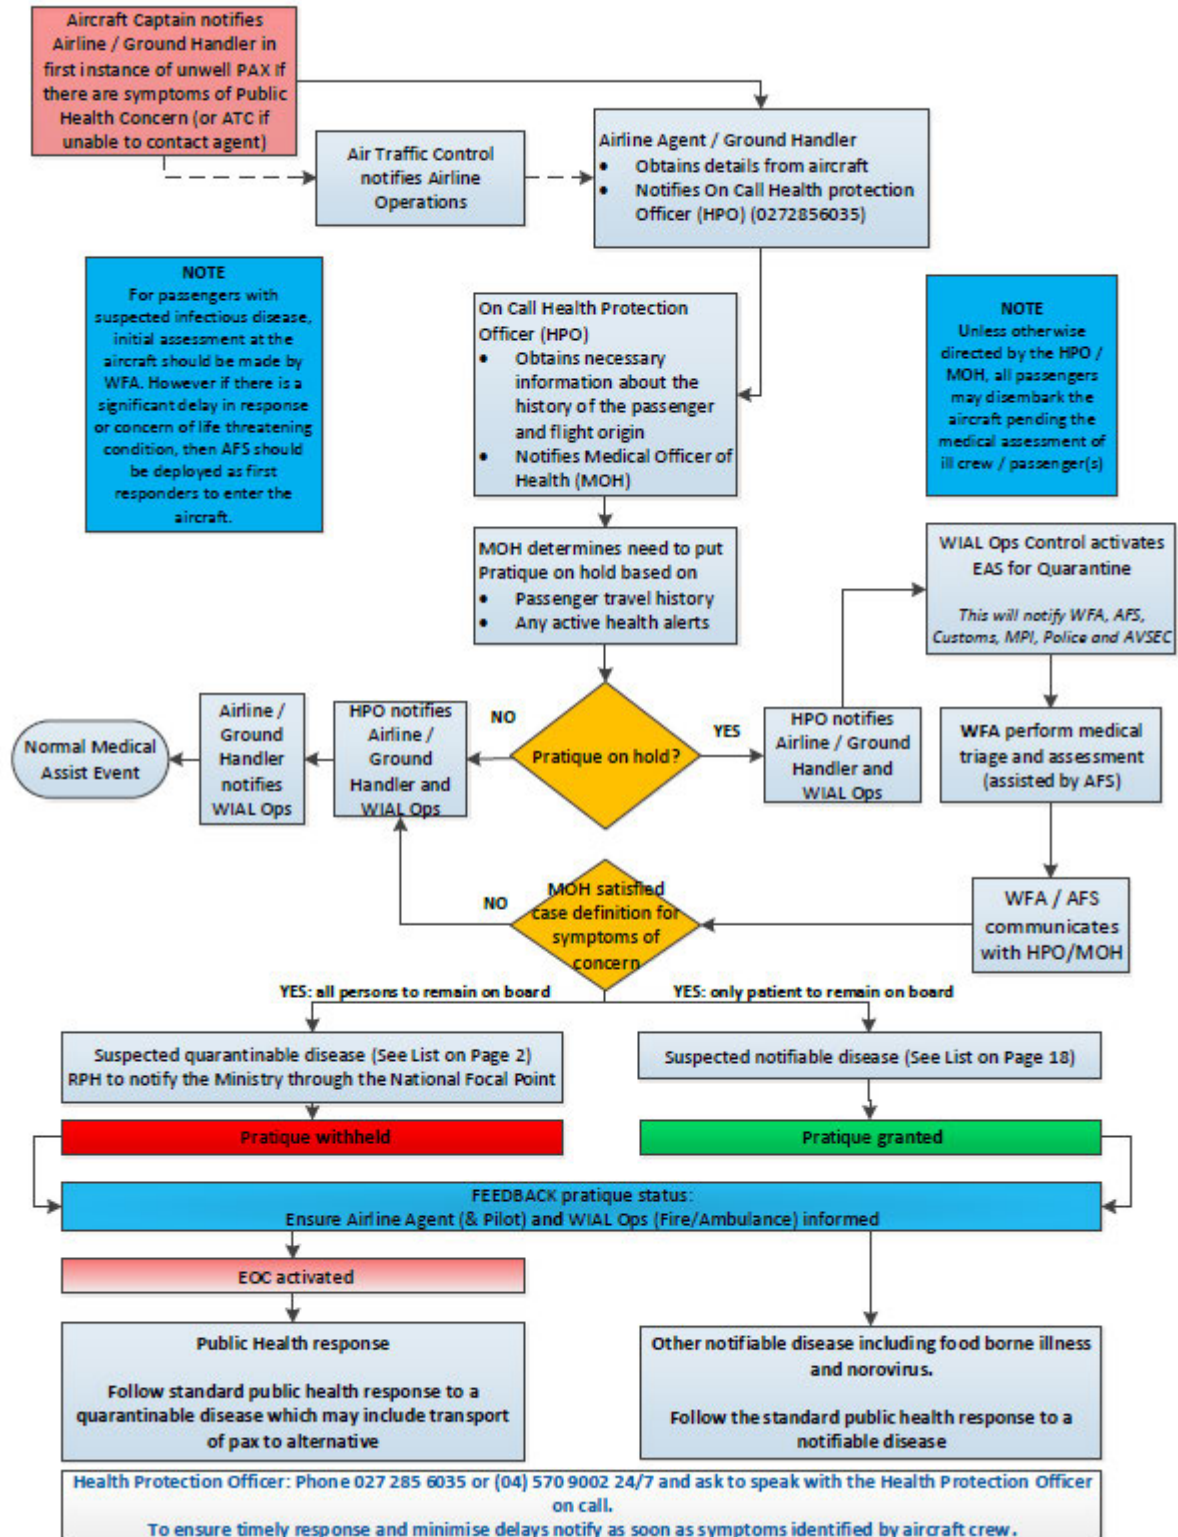 Aircraft Captain notifies
Airline / Ground Handler in
first instance of unwell PAX If
there are symptoms of Public
Health Concern (or ATC if
unable to contact agent)
Air Traffic Control
notifies Airline
Operations
Airline Agent / Ground Handler
• Obtains details from aircraft
• Notifies On Call Health protection
Officer (HPO) (0272856035)
NOTE
For passengers with
suspected infectious disease,
initial assessment at the
aircraft should be made by
WFA. However if there is a
significant delay in response
or concern of life threatening
condition, then AFS should
be deployed as first
responders to enter the
aircraft.
On Call Health Protection
Officer (HPO)
• Obtains necessary
information about the
history of the passenger
and flight origin
• Notifies Medical Officer of
Health (MOH)
NOTE
Unless otherwise
directed by the HPO /
MOH, all passengers
may disembark the
aircraft pending the
medical assessment of
ill crew / passenger(s)
MOH determines need to put
Pratique on hold based on
• Passenger travel history
• Any active health alerts
WIAL Ops Control activates
EAS for Quarantine
This will notify WFA, AFS,
Customs, MPI, Police and AVSEC
Normal Medical
Assist Event
Airline /
Ground
Handler
notifies
WIAL Ops
HPO notifies
Airline /
Ground
Handler and
WIAL Ops
NO
Pratique on hold?
YES
HPO notifies
Airline / Ground
Handler and
WIAL Ops
WFA perform medical
triage and assessment
(assisted by AFS)
NO
MOH satisfied
case definition for
symptoms of
concern
WFA / AFS
communicates
with HPO/MOH
YES: all persons to remain on board
YES: only patient to remain on board
Suspected quarantinable disease (See List on Page 2)
RPH to notify the Ministry through the National Focal Point
Suspected notifiable disease (See List on Page 18)
Pratique withheld
Pratique granted
FEEDBACK pratique status:
Ensure Airline Agent (& Pilot) and WIAL Ops (Fire/Ambulance) informed
EOC activated
Public Health response
Follow standard public health response to a
quarantinable disease which may include transport
of pax to alternative
Other notifiable disease including food borne illness
and norovirus.
Follow the standard public health response to a
notifiable disease
Health Protection Officer: Phone 027 285 6035 or (04) 570 9002 24/7 and ask to speak with the Health Protection Officer
on call.
To ensure timely response and minimise delays notify as soon as symptoms identified by aircraft crew.